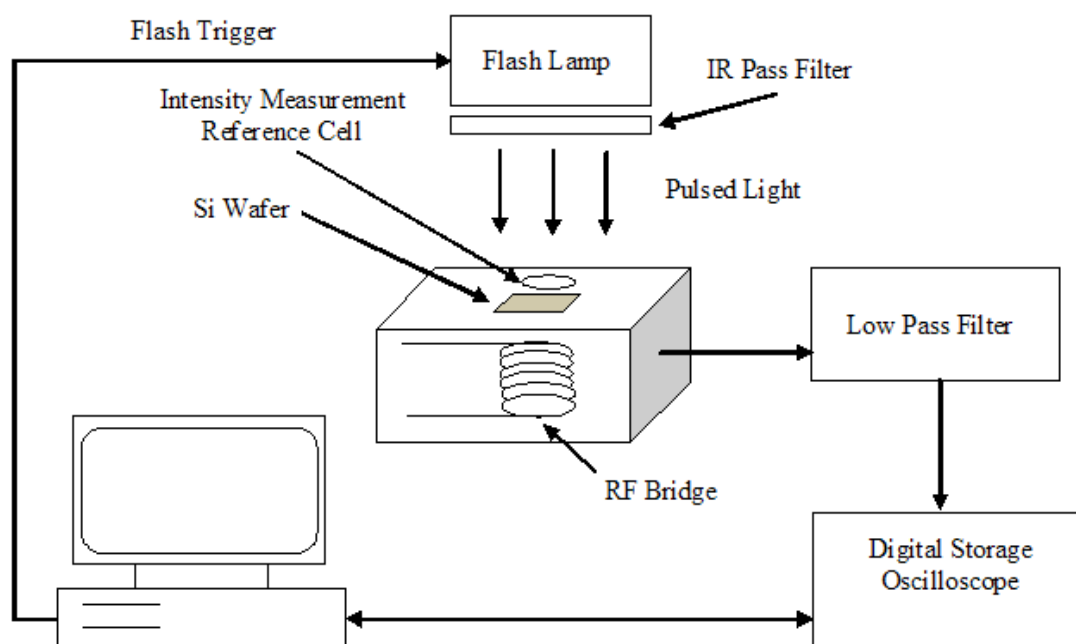 Flash Trigger
Flash Lamp
IR Pass Filter
Intensity Measurement
Reference Cell
Pulsed Light
Si Wafer
Low Pass Filter
RF Bridge
Digital Storage
Oscilloscope